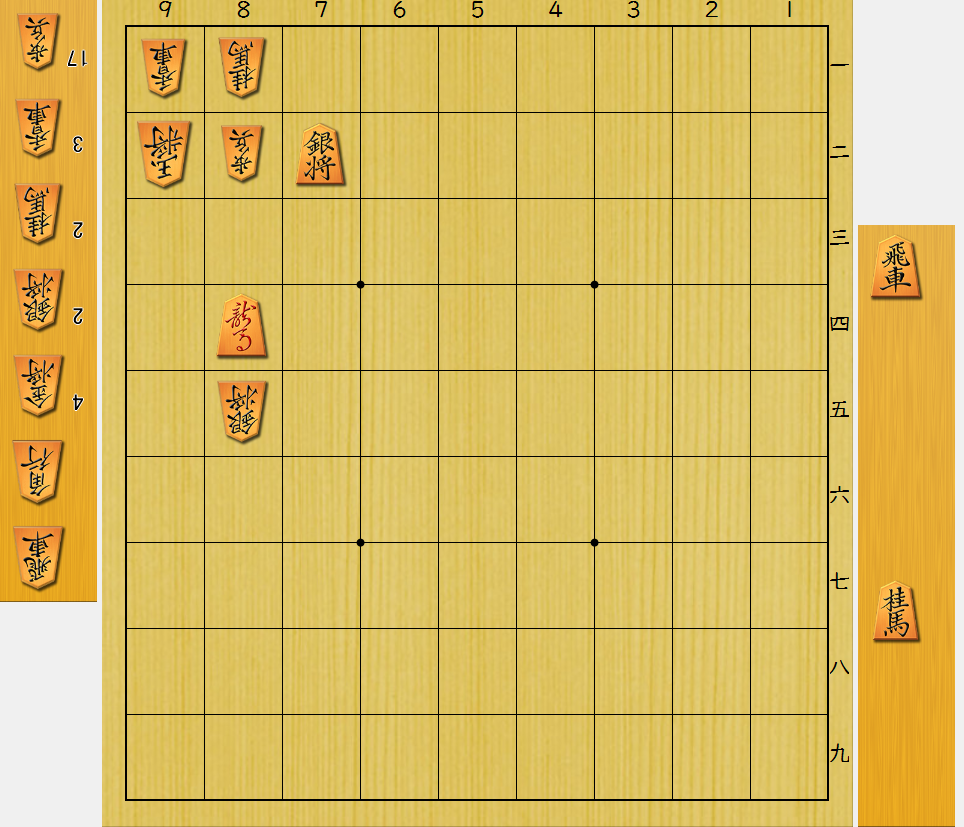 9 8 7 6 5 4 3 2 1
歩兵 17
香車 3
桂馬 2
銀将 2
金将 4
角行
飛車
香車 桂馬 一
玉将 歩兵 銀将 二
三
龍馬 四
銀将 五
六
七
八
九
飛車
桂馬